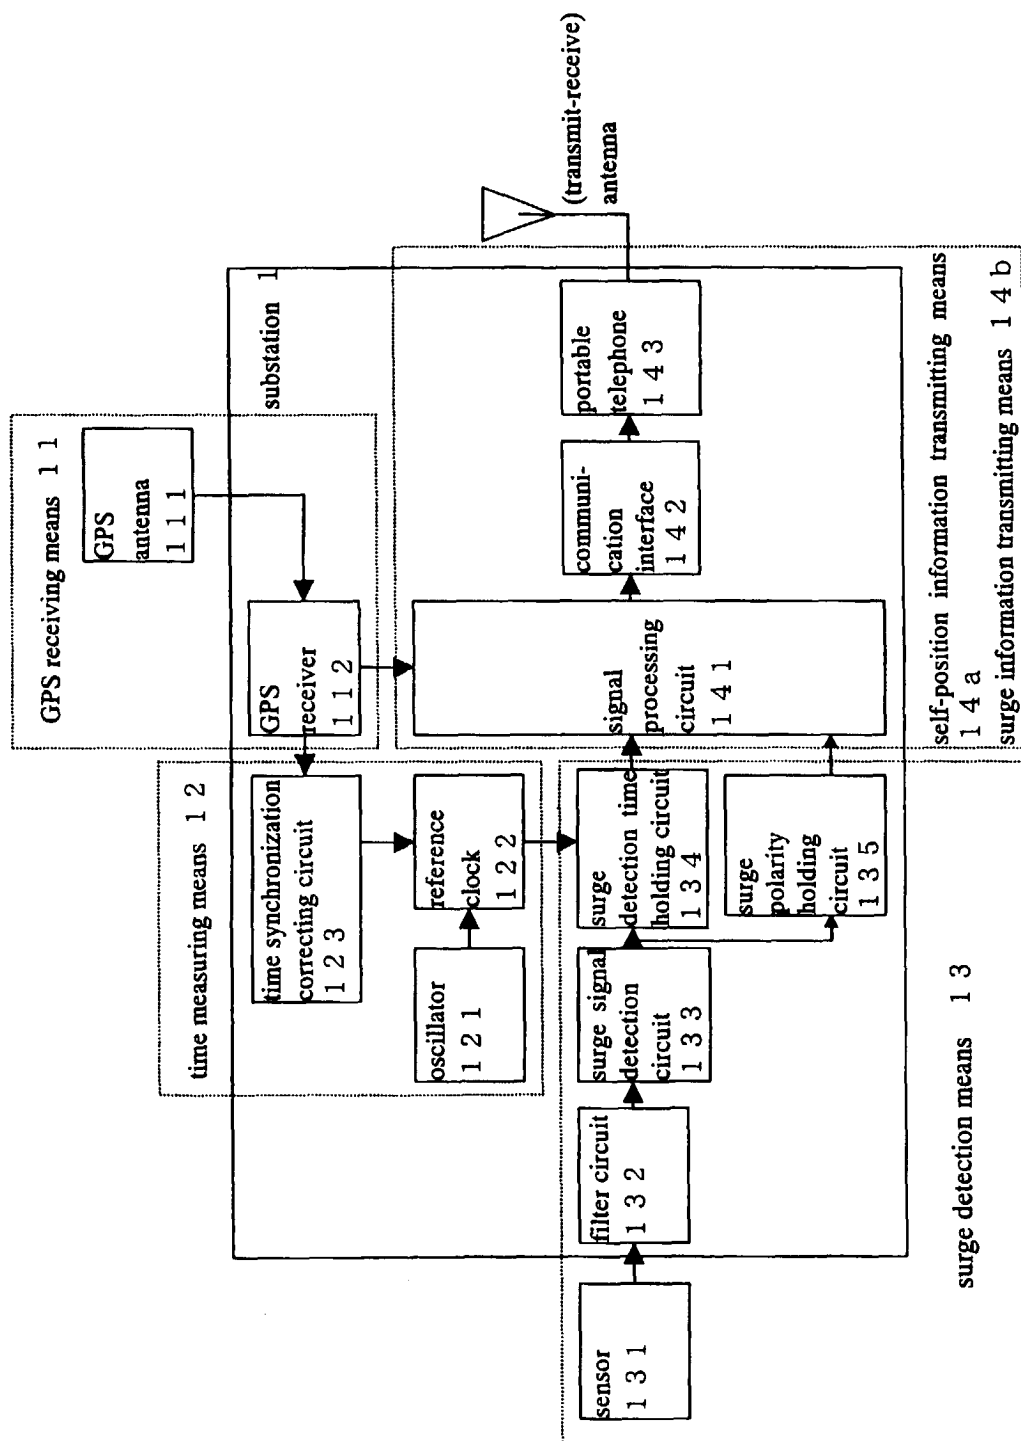 GPS receiving means 1 1
GPS
antenna
1 1 1
GPS
receiver
1 1 2
substation 1
time measuring means 1 2
time synchronization
correcting circuit
1 2 3
oscillator
1 2 1
reference
clock
1 2 2
(transmit-receive)
antenna
sensor
1 3 1
filter circuit
1 3 2
surge signal
detection
circuit
1 3 3
surge
detection time
holding circuit
1 3 4
surge
polarity
holding
circuit
1 3 5
signal
processing
circuit
1 4 1
communi-
cation
interface
1 4 2
portable
telephone
1 4 3
surge detection means 1 3
self-position information transmitting means
1 4 a
surge information transmitting means 1 4 b